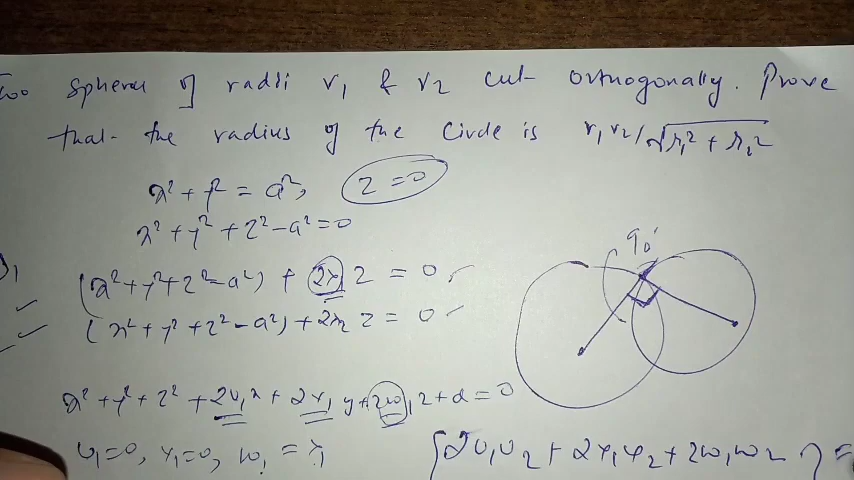 Two spheres of radii r₁ & r₂ cut orthogonally. Prove
that the radius of the Circle is r₁r₂/√r₁² + r₂²
x² + y² = a², z = 0
x² + y² + z² - a² = 0
(x² + y² + z² - a²) + 2λ₁ z = 0
(x² + y² + z² - a²) + 2λ₂ z = 0
90°
x² + y² + z² + 2u₁x + 2v₁ y + 2w₁ z + d = 0
u₁=0, v₁=0, w₁ = λ₁
2u₁u₂ + 2v₁v₂ + 2w₁w₂ =